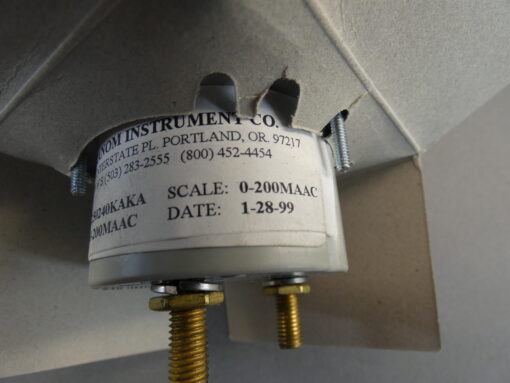 NOM INSTRUMENT CO.
TERSTATE PL. PORTLAND, OR. 97217
S (503) 283-2555 (800) 452-4454
50240KAKA SCALE: 0-200MAAC
-200MAAC DATE: 1-28-99